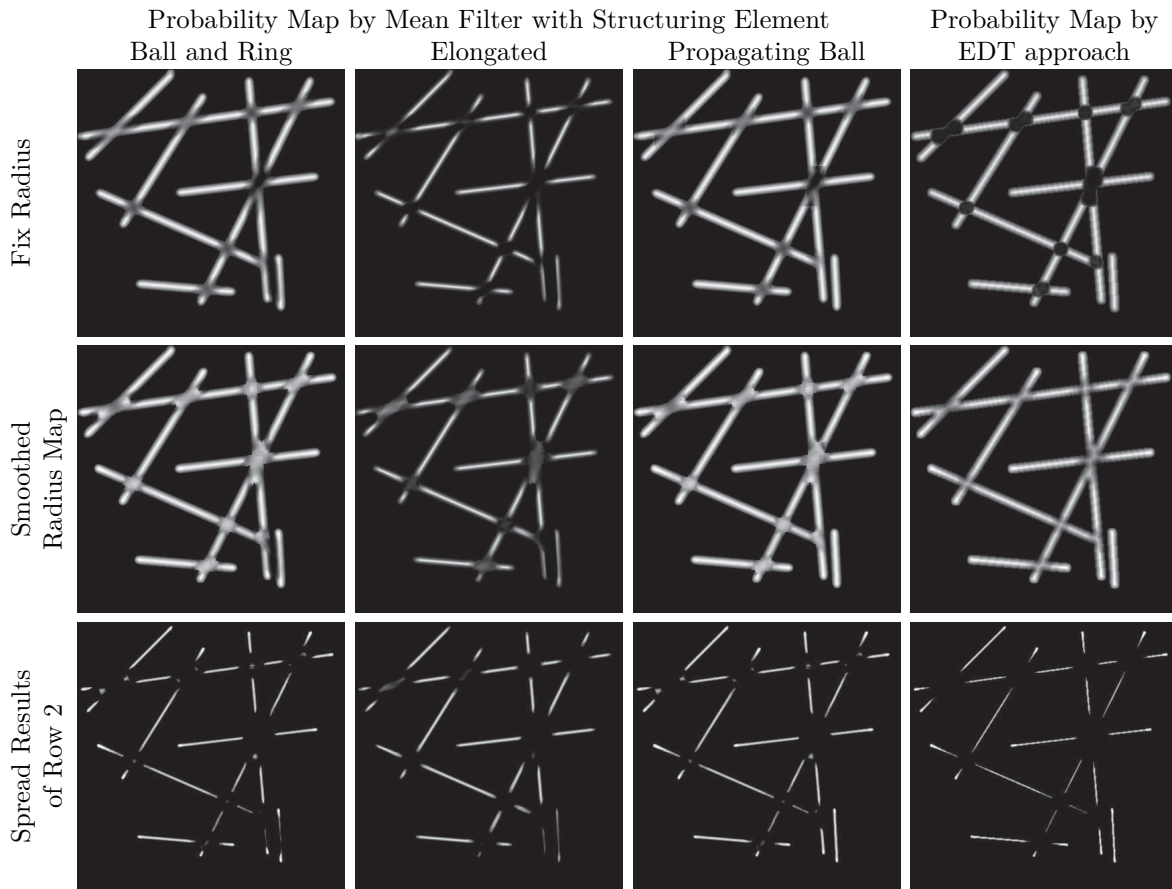 Probability Map by Mean Filter with Structuring Element
Ball and Ring
Elongated
Propagating Ball
Probability Map by
EDT approach
Fix Radius
Smoothed
Radius Map
Spread Results
of Row 2